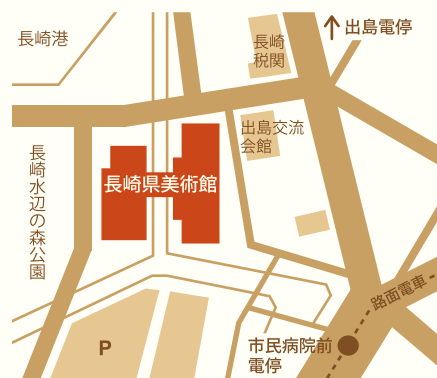 長崎港
長崎
税関
出島電停
出島交流
会館
長崎県美術館
長崎水辺の森公園
路面電車
P
市民病院前
電停